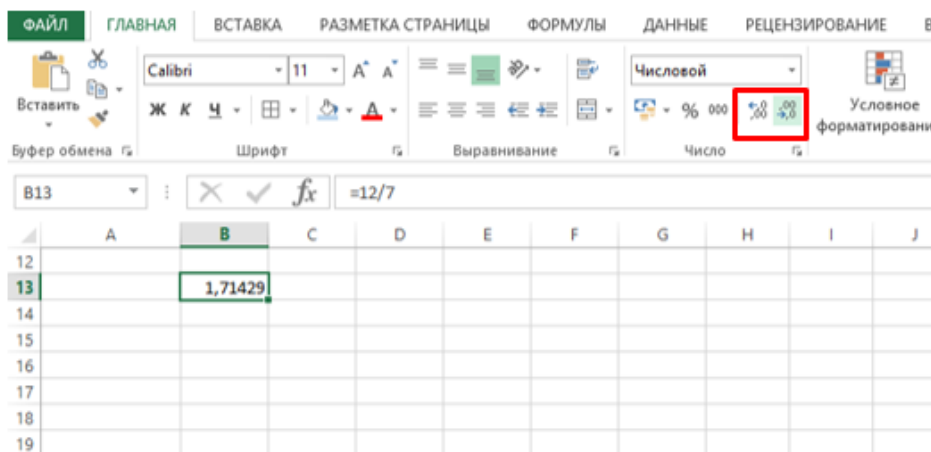 ФАЙЛ ГЛАВНАЯ ВСТАВКА РАЗМЕТКА СТРАНИЦЫ ФОРМУЛЫ ДАННЫЕ РЕЦЕНЗИРОВАНИЕ В
Вставить
Calibri 11
Числовой
Ж К Ч
% 000
Условное
форматировани
Буфер обмена Шрифт Выравнивание Число
B13 fx =12/7
A B C D E F G H I J
12
13 1,71429
14
15
16
17
18
19